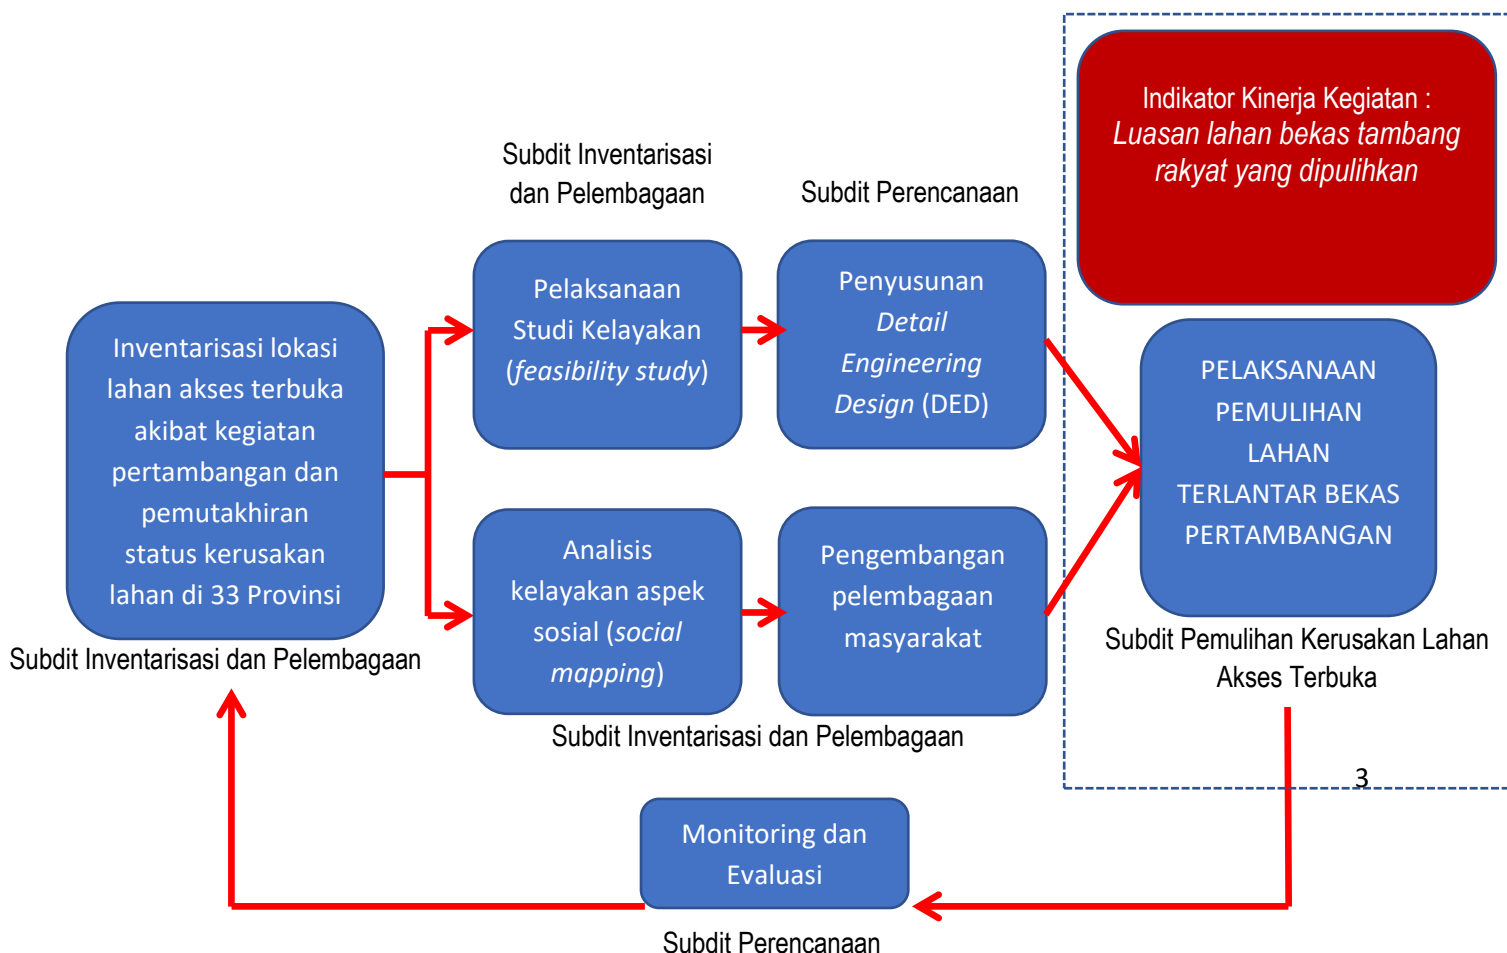 Indikator Kinerja Kegiatan :
Luasan lahan bekas tambang
rakyat yang dipulihkan
Subdit Inventarisasi
dan Pelembagaan
Subdit Perencanaan
Pelaksanaan
Studi Kelayakan
(feasibility study)
Penyusunan
Detail
Engineering
Design (DED)
Inventarisasi lokasi
lahan akses terbuka
akibat kegiatan
pertambangan dan
pemutakhiran
status kerusakan
lahan di 33 Provinsi
Subdit Inventarisasi dan Pelembagaan
PELAKSANAAN
PEMULIHAN
LAHAN
TERLANTAR BEKAS
PERTAMBANGAN
Subdit Pemulihan Kerusakan Lahan
Akses Terbuka
Analisis
kelayakan aspek
sosial (social
mapping)
Pengembangan
pelembagaan
masyarakat
Subdit Inventarisasi dan Pelembagaan
3
Monitoring dan
Evaluasi
Subdit Perencanaan